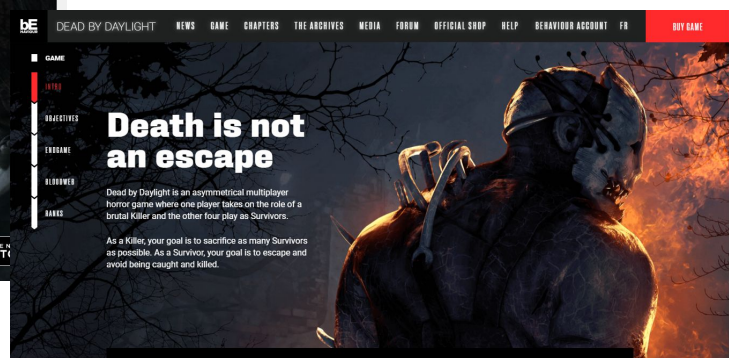 bE
NAVIOUR
DEAD BY DAYLIGHT
NEWS
GAME
CHAPTERS
THE ARCHIVES
MEDIA
FORUM
OFFICIAL SHOP
HELP
BEHAVIOUR ACCOUNT
FR
BUY GAME
GAME
INTRO
OBJECTIVES
ENDGAME
BLOODWEB
RANKS
Death is not
an escape
Dead by Daylight is an asymmetrical multiplayer
horror game where one player takes on the role of a
brutal Killer and the other four play as Survivors.
As a Killer, your goal is to sacrifice as many Survivors
as possible. As a Survivor, your goal is to escape and
avoid being caught and killed.